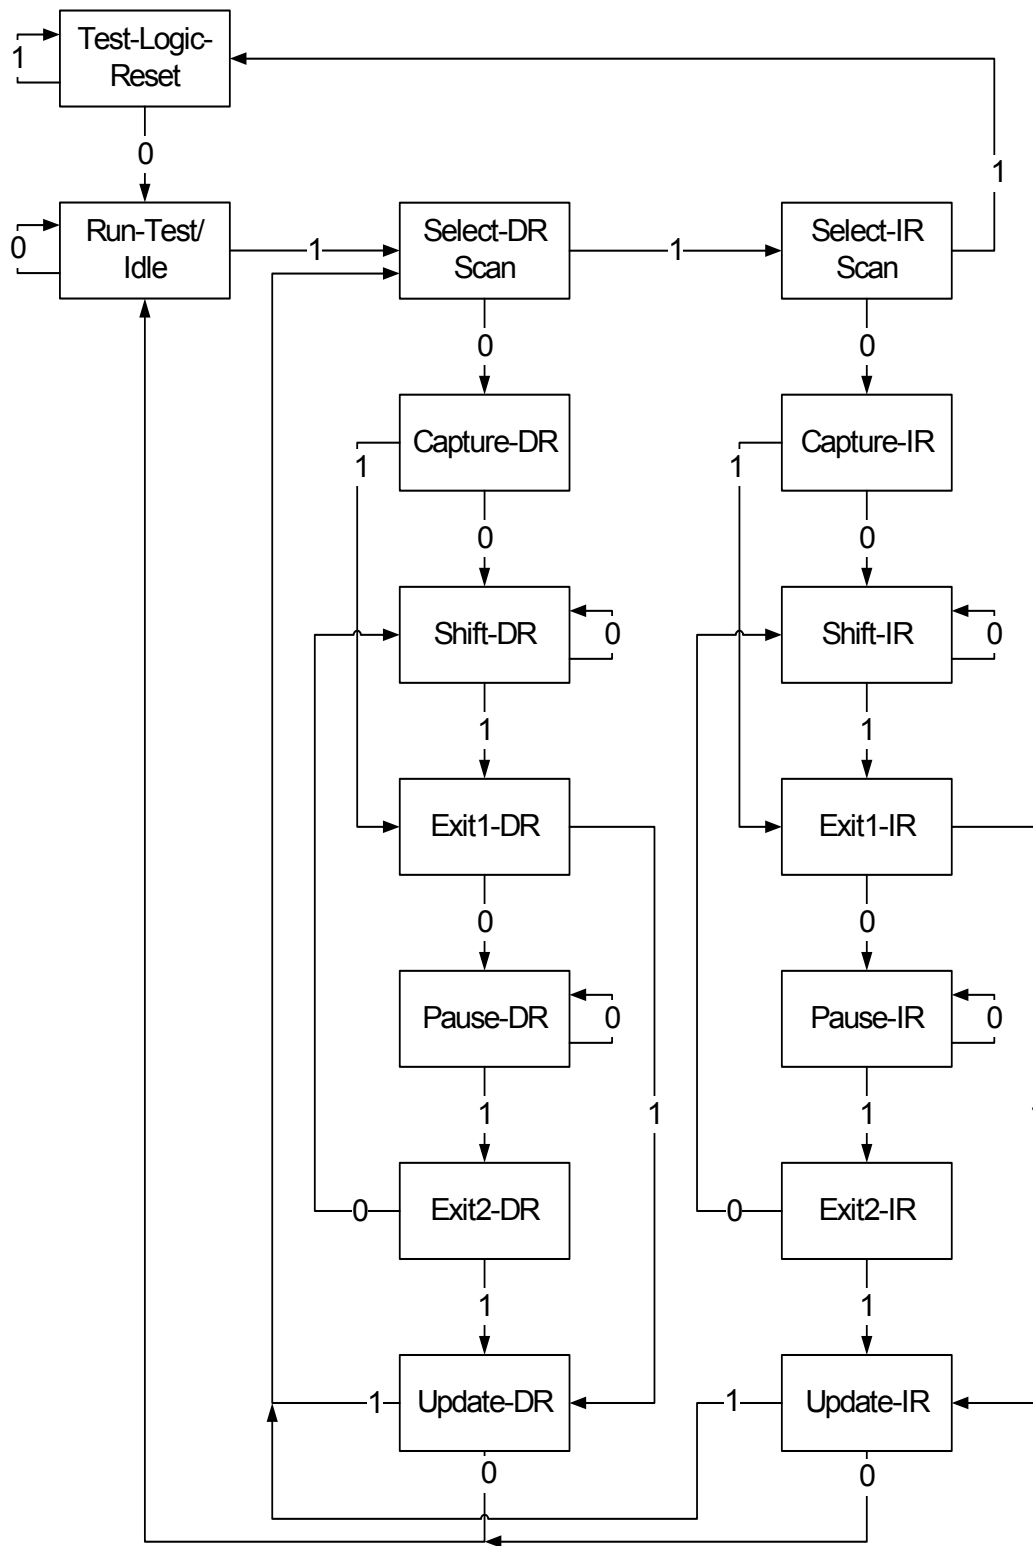 Test-Logic-
Reset
1
0
1
Run-Test/
Idle
0
1
Select-DR
Scan
1
Select-IR
Scan
0
0
Capture-DR
1
Capture-IR
1
0
0
Shift-DR
0
Shift-IR
0
1
1
Exit1-DR
Exit1-IR
0
0
Pause-DR
0
Pause-IR
0
1
1
1
Exit2-DR
0
Exit2-IR
0
1
1
Update-DR
1
Update-IR
1
0
0